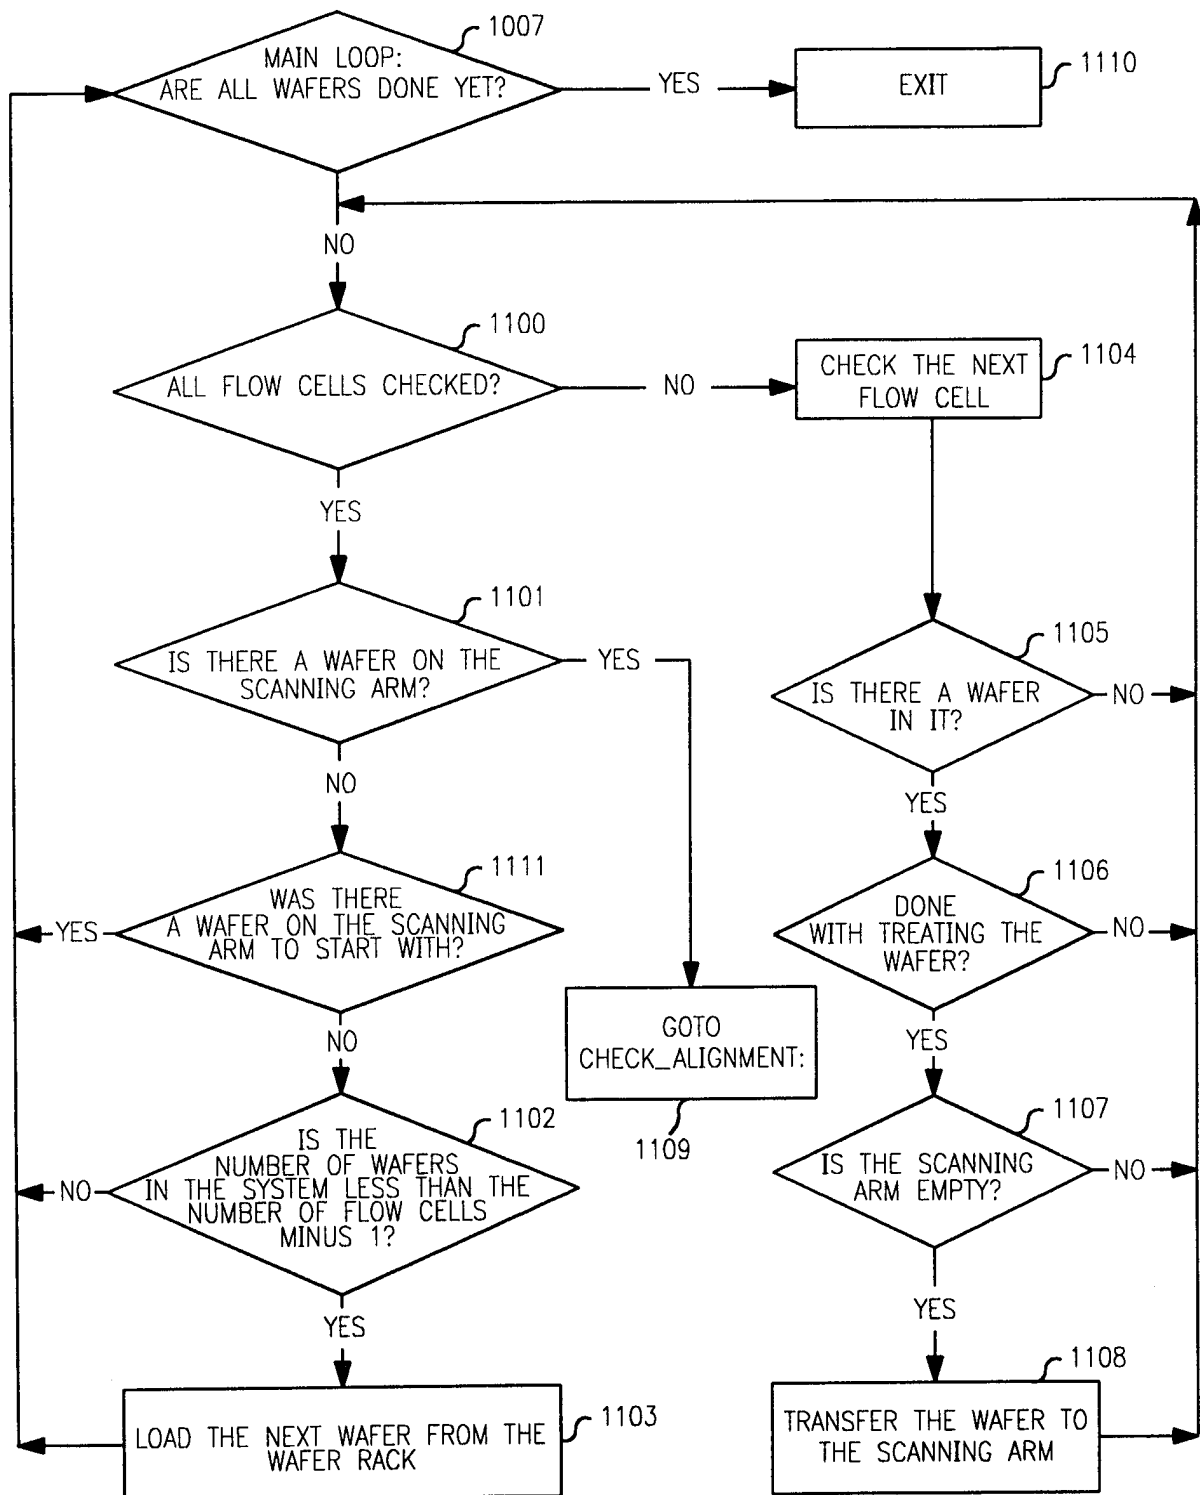 1007
MAIN LOOP:
ARE ALL WAFERS DONE YET?
YES
EXIT
1110
NO
1100
ALL FLOW CELLS CHECKED?
NO
CHECK THE NEXT
FLOW CELL
1104
YES
1101
IS THERE A WAFER ON THE
SCANNING ARM?
YES
1105
IS THERE A WAFER
IN IT?
NO
NO
YES
1111
WAS THERE
A WAFER ON THE SCANNING
ARM TO START WITH?
YES
1106
DONE
WITH TREATING THE
WAFER?
NO
GOTO
CHECK_ALIGNMENT:
1109
NO
YES
1102
IS THE
NUMBER OF WAFERS
IN THE SYSTEM LESS THAN THE
NUMBER OF FLOW CELLS
MINUS 1?
NO
1107
IS THE SCANNING
ARM EMPTY?
NO
YES
YES
1103
LOAD THE NEXT WAFER FROM THE
WAFER RACK
1108
TRANSFER THE WAFER TO
THE SCANNING ARM